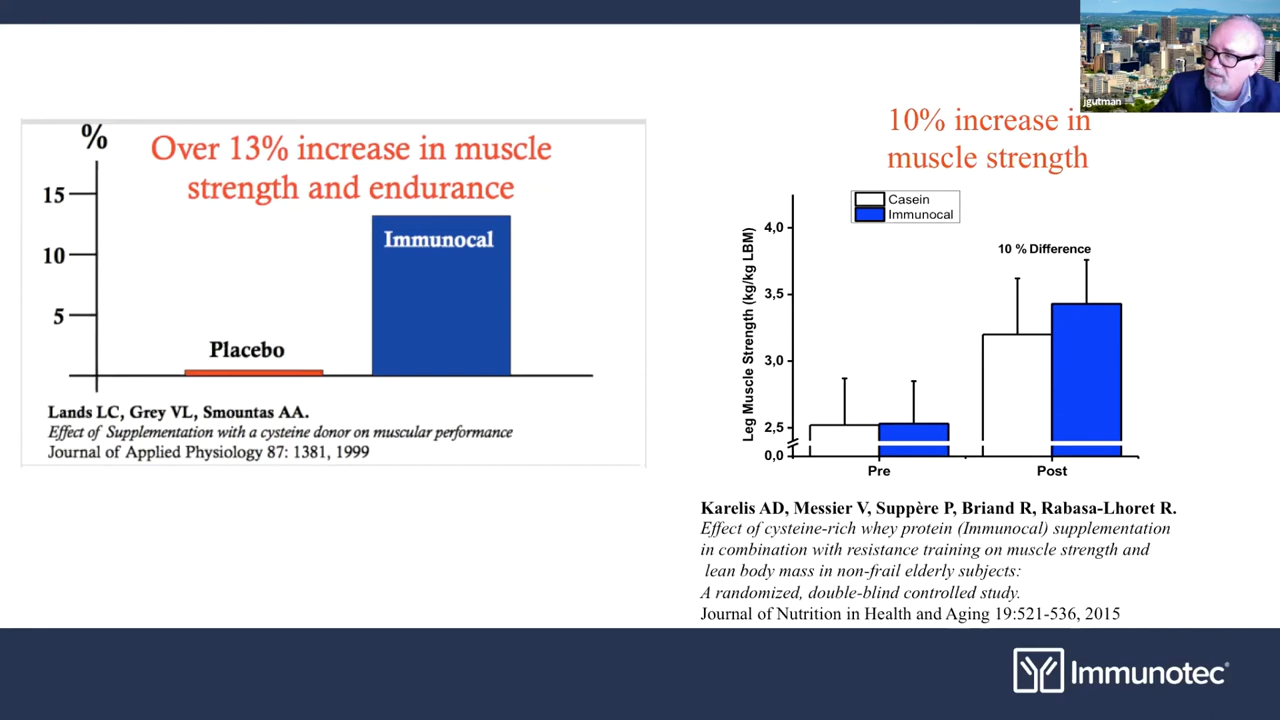 jgutman
%
Over 13% increase in muscle
strength and endurance
15
10
5
Immunocal
Placebo
Lands LC, Grey VL, Smountas AA.
Effect of Supplementation with a cysteine donor on muscular performance
Journal of Applied Physiology 87: 1381, 1999
10% increase in
muscle strength
Casein
Immunocal
Leg Muscle Strength (kg/kg LBM)
4,0
3,5
3,0
2,5
0,0
10 % Difference
Pre
Post
Karelis AD, Messier V, Suppère P, Briand R, Rabasa-Lhoret R.
Effect of cysteine-rich whey protein (Immunocal) supplementation
in combination with resistance training on muscle strength and
lean body mass in non-frail elderly subjects:
A randomized, double-blind controlled study.
Journal of Nutrition in Health and Aging 19:521-536, 2015
Immunotec®